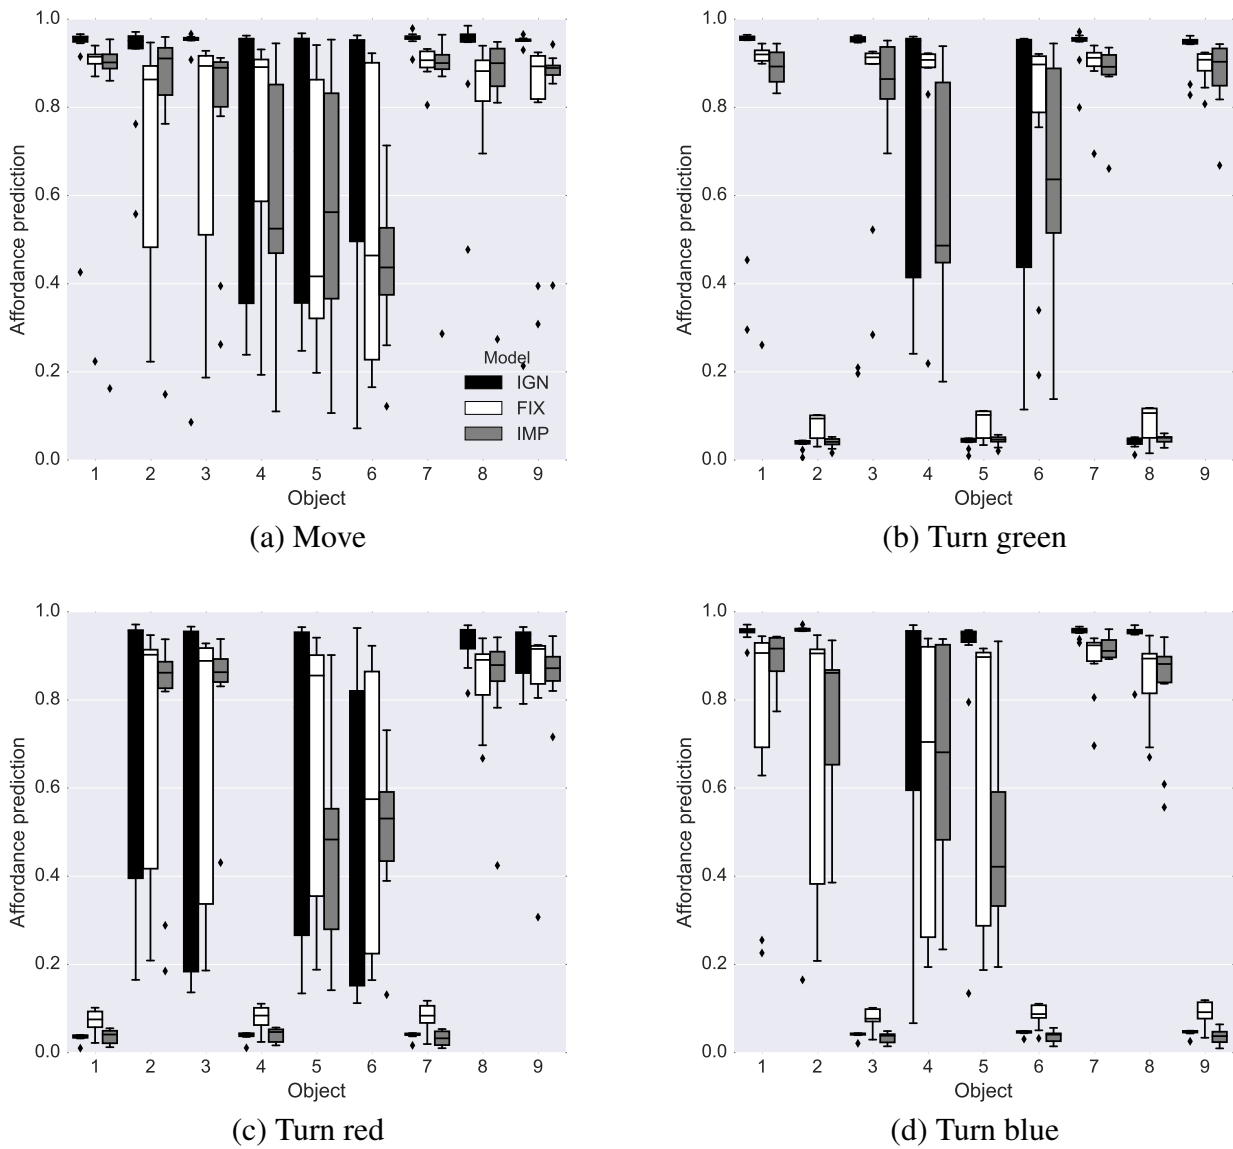 1.0
0.8
0.6
0.4
0.2
0.0
Affordance prediction
Model
IGN
FIX
IMP
1 2 3 4 5 6 7 8 9
Object
(a) Move
1.0
0.8
0.6
0.4
0.2
0.0
Affordance prediction
1 2 3 4 5 6 7 8 9
Object
(b) Turn green
1.0
0.8
0.6
0.4
0.2
0.0
Affordance prediction
1 2 3 4 5 6 7 8 9
Object
(c) Turn red
1.0
0.8
0.6
0.4
0.2
0.0
Affordance prediction
1 2 3 4 5 6 7 8 9
Object
(d) Turn blue